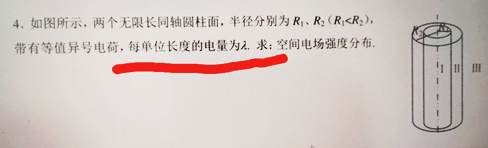 4. 如图所示，两个无限长同轴圆柱面，半径分别为 R₁、R₂ (R₁<R₂)，
带有等值异号电荷，每单位长度的电量为λ. 求：空间电场强度分布.
R₂ R₁
I II III